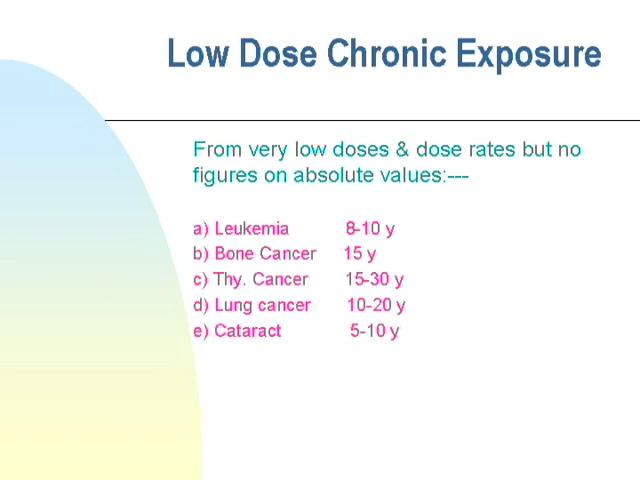 Low Dose Chronic Exposure
From very low doses & dose rates but no
figures on absolute values:---
a) Leukemia 8-10 y
b) Bone Cancer 15 y
c) Thy. Cancer 15-30 y
d) Lung cancer 10-20 y
e) Cataract 5-10 y